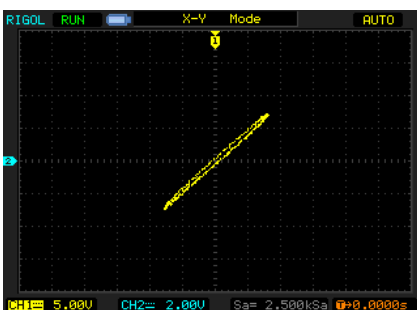 RIGOL RUN X-Y Mode AUTO
1
2
CH1 5.00V CH2 2.00V Sa= 2.500kSa T→0.0000s